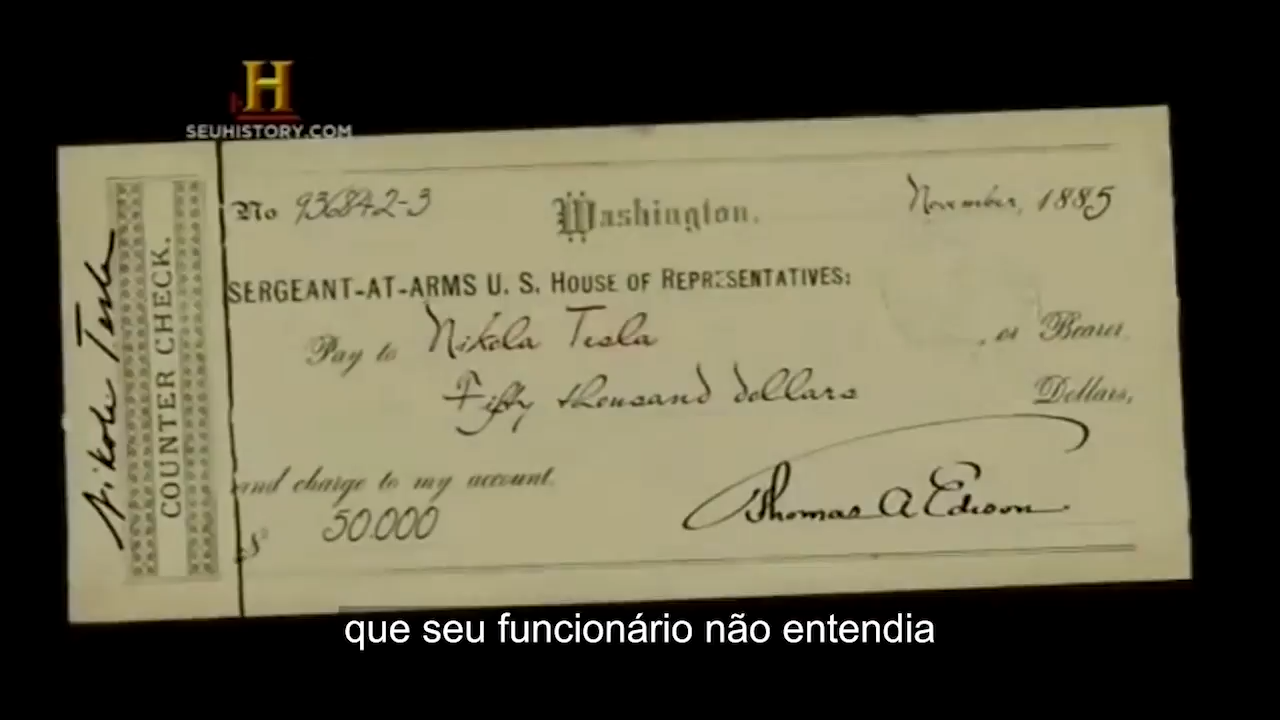 H
SEUHISTORY.COM
No 93642-3
Washington.
November, 1885
SERGEANT-AT-ARMS U. S. HOUSE OF REPRESENTATIVES:
Pay to Nikola Tesla , or Bearer,
Fifty thousand dollars Dollars,
and charge to my account.
$ 50.000
Thomas A Edison
COUNTER CHECK.
Nikola Tesla
que seu funcionário não entendia